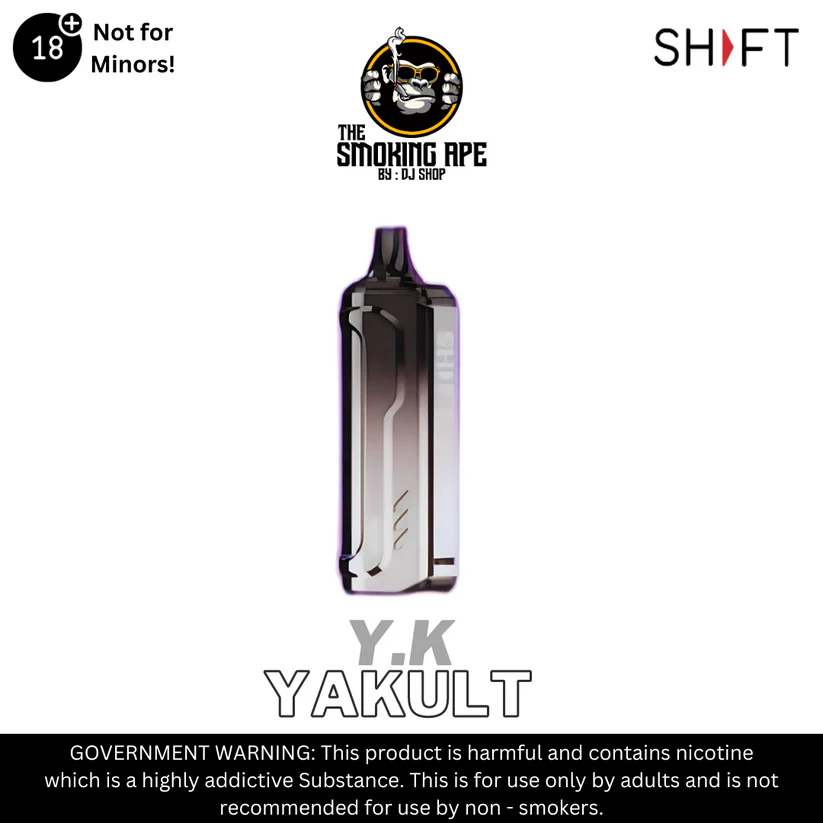 18+
Not for
Minors!
SHIFT
THE
SMOKING APE
BY : DJ SHOP
Y.K
YAKULT
GOVERNMENT WARNING: This product is harmful and contains nicotine
which is a highly addictive Substance. This is for use only by adults and is not
recommended for use by non - smokers.